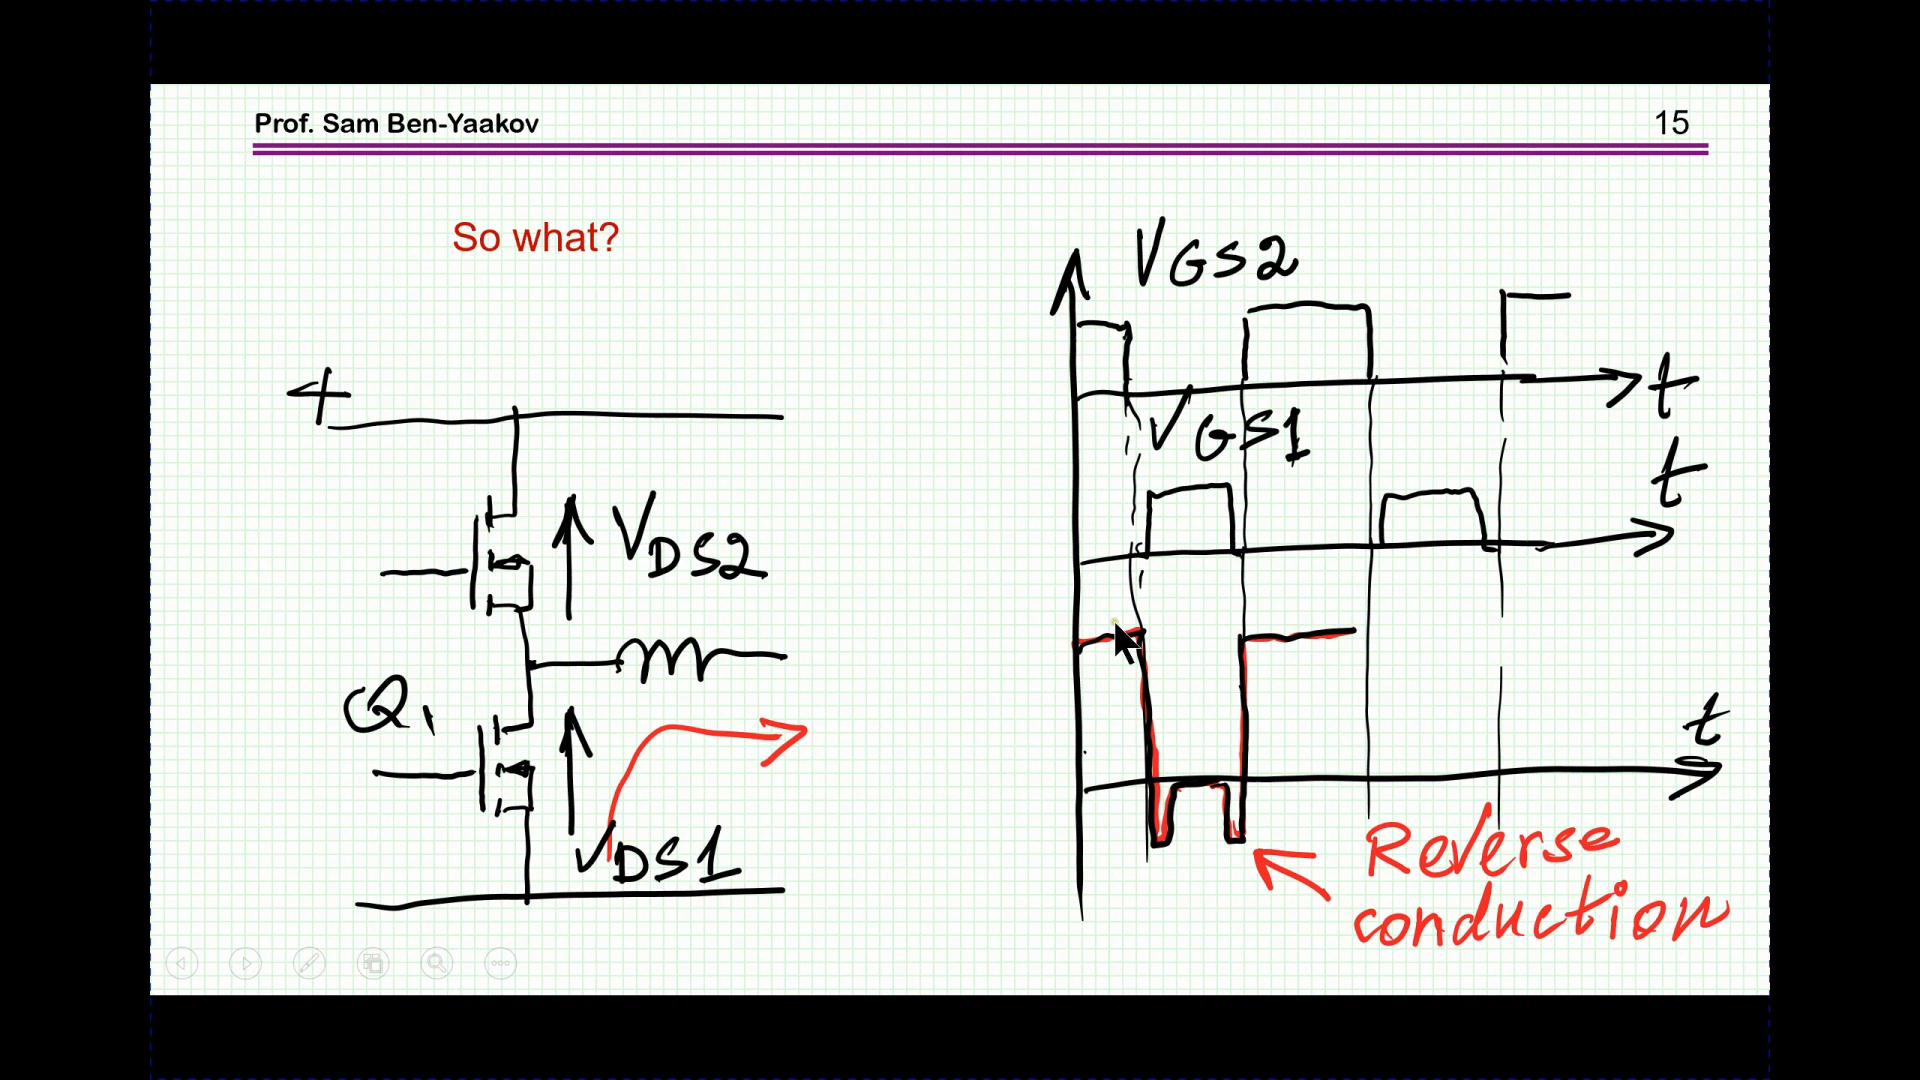 Prof. Sam Ben-Yaakov
15
So what?
VGS2
t
+
VGS1
t
VDS2
Q1
t
VDS1
Reverse
conduction